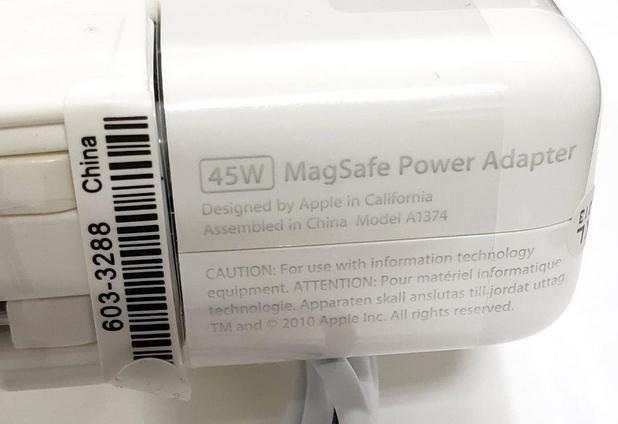 45W MagSafe Power Adapter
Designed by Apple in California
Assembled in China Model A1374
CAUTION: For use with information technology
equipment. ATTENTION: Pour matériel informatique
technologie. Apparaten skall anslutas till jordat uttag.
TM and © 2010 Apple Inc. All rights reserved.
603-3288 China